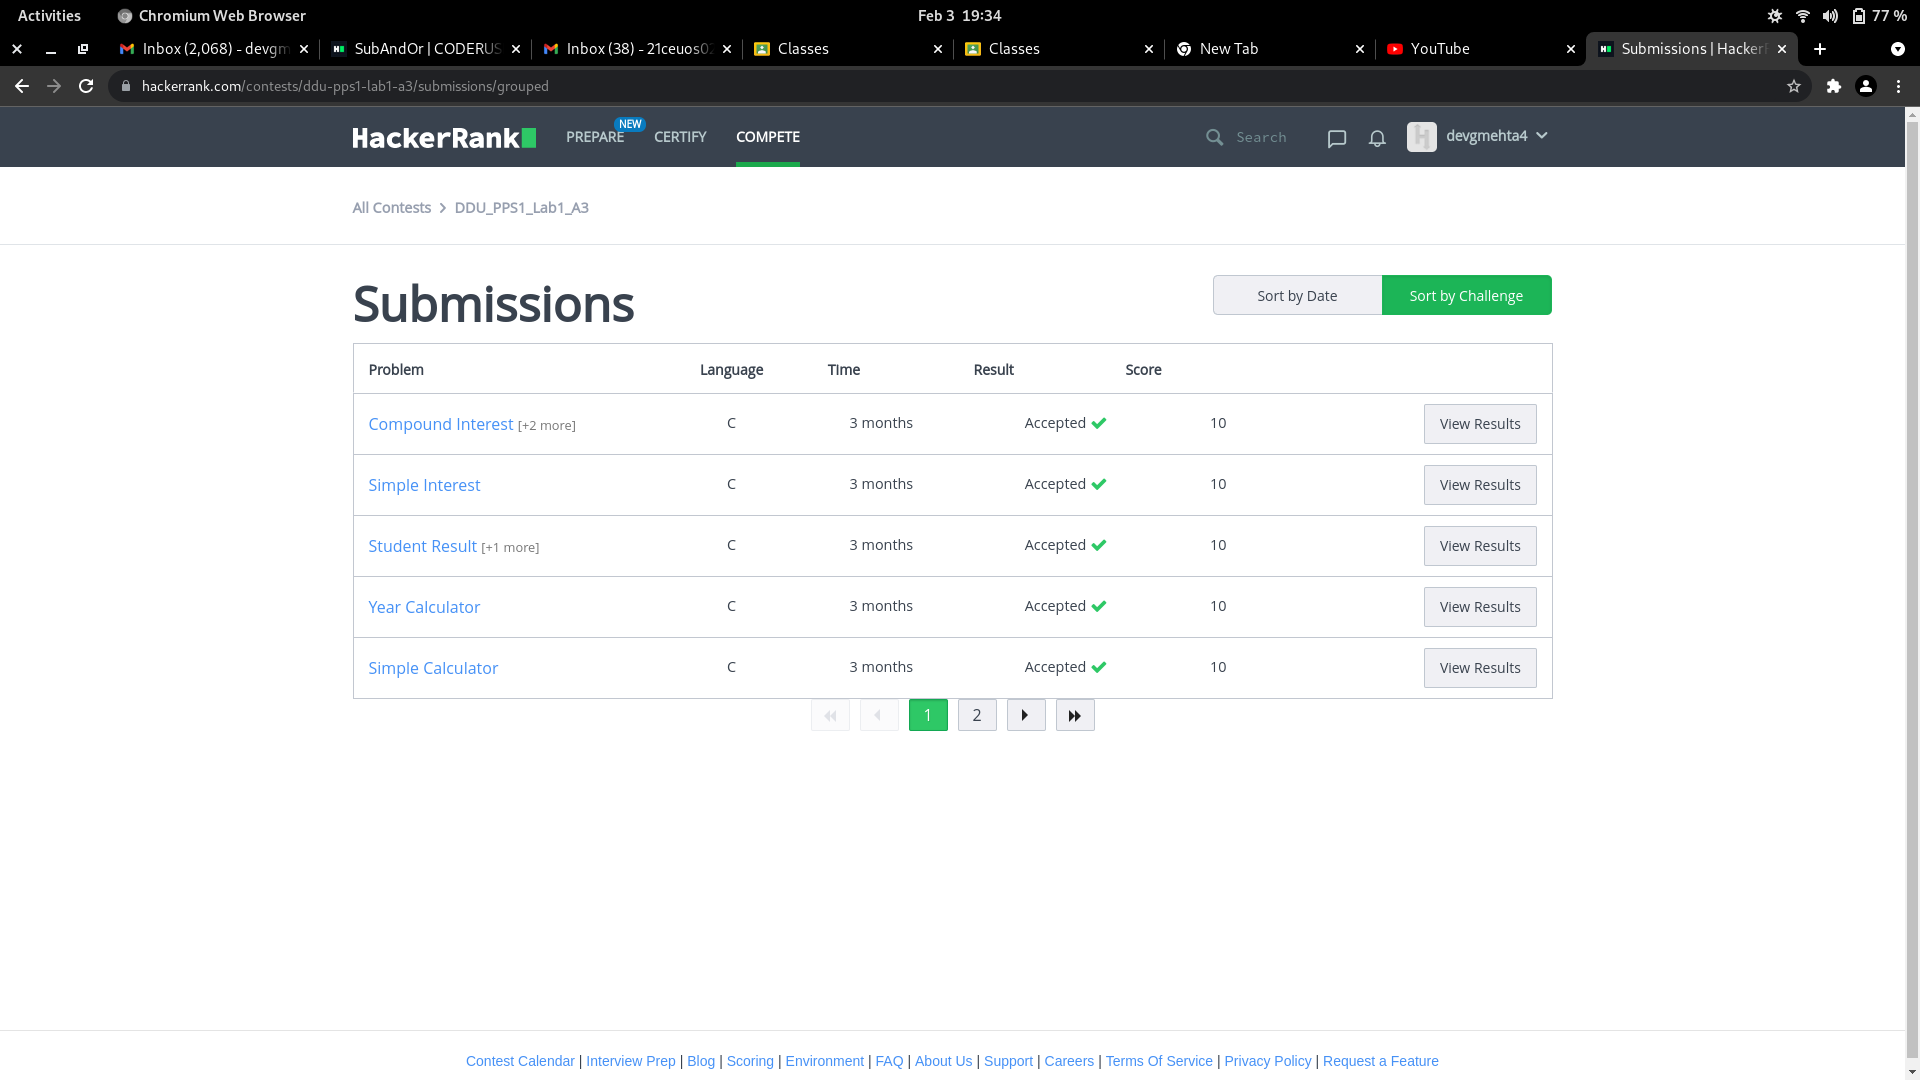 Activities Chromium Web Browser Feb 3 19:34 77 %
Inbox (2,068) - devgm SubAndOr | CODERUS Inbox (38) - 21ceuos02 Classes Classes New Tab YouTube Submissions | HackerR
hackerrank.com/contests/ddu-pps1-lab1-a3/submissions/grouped
HackerRank PREPARE NEW CERTIFY COMPETE Search devgmehta4
All Contests > DDU_PPS1_Lab1_A3
Submissions Sort by Date Sort by Challenge
Problem Language Time Result Score
Compound Interest [+2 more] C 3 months Accepted 10 View Results
Simple Interest C 3 months Accepted 10 View Results
Student Result [+1 more] C 3 months Accepted 10 View Results
Year Calculator C 3 months Accepted 10 View Results
Simple Calculator C 3 months Accepted 10 View Results
1 2
Contest Calendar | Interview Prep | Blog | Scoring | Environment | FAQ | About Us | Support | Careers | Terms Of Service | Privacy Policy | Request a Feature